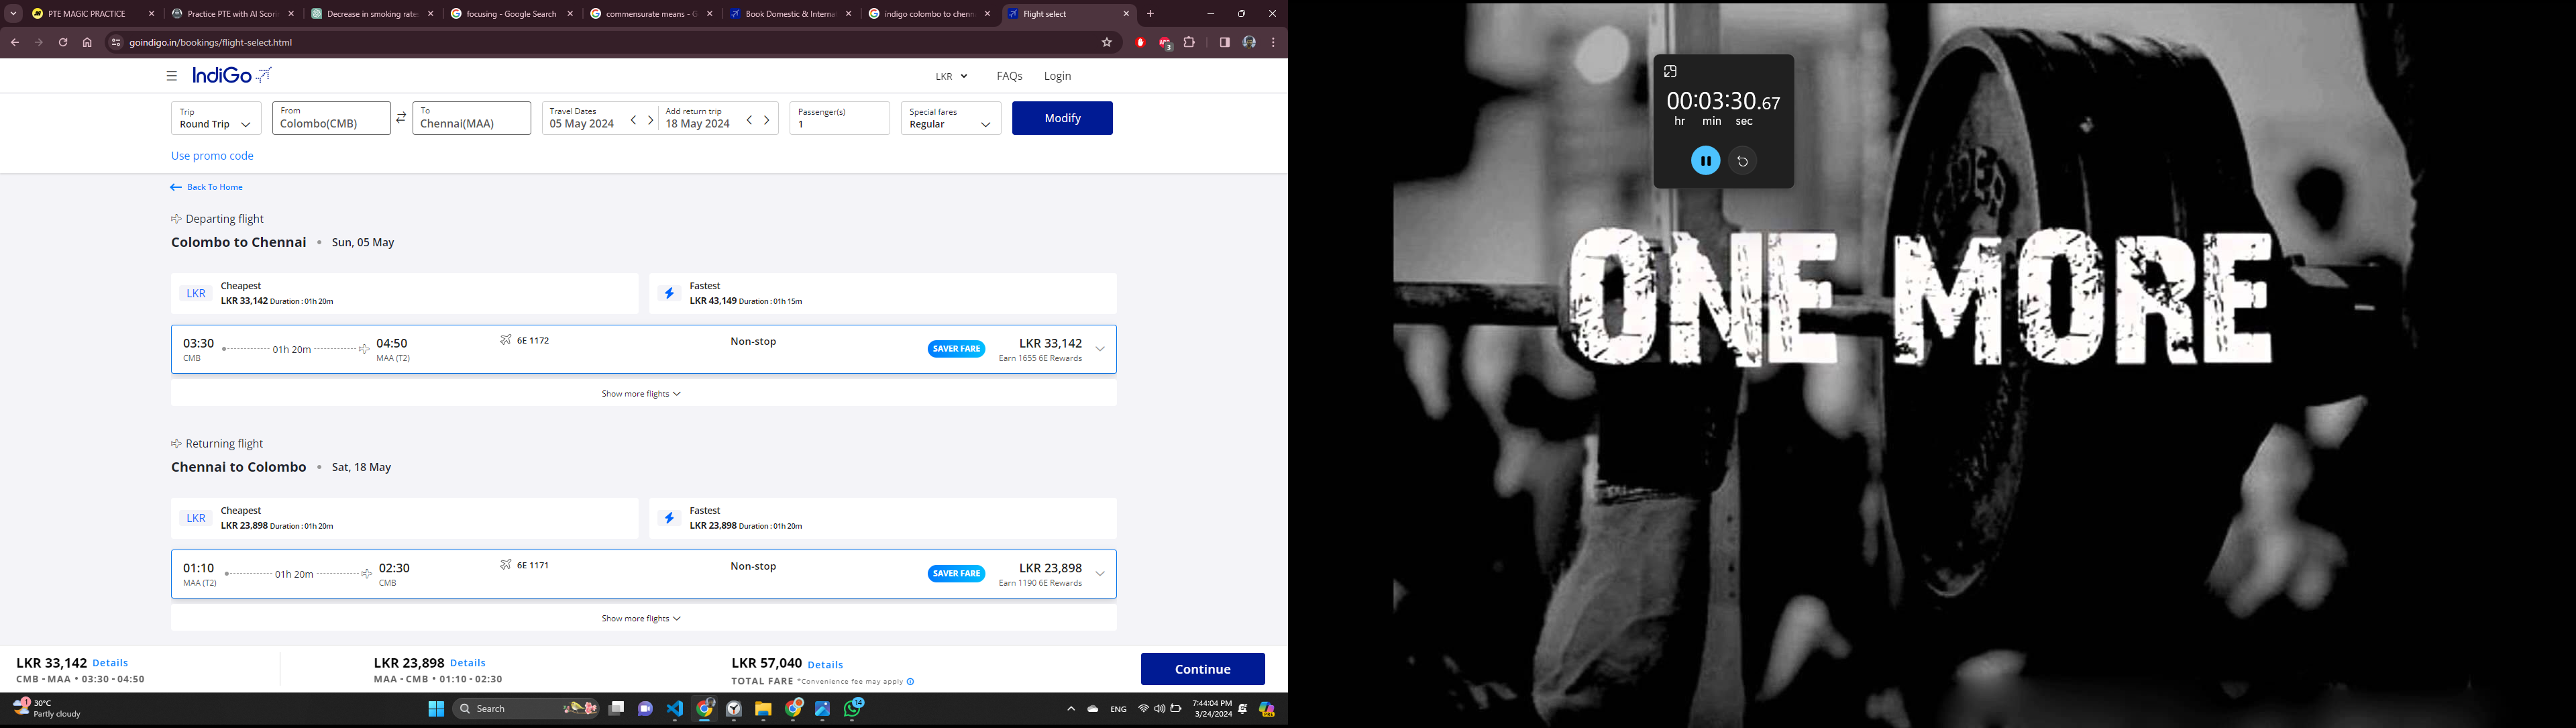 PTE MAGIC PRACTICE
Practice PTE with AI Scori
Decrease in smoking rate
focusing - Google Search
commensurate means - G
Book Domestic & Internat
indigo colombo to chenn
Flight select
goindigo.in/bookings/flight-select.html
3
IndiGo
LKR
FAQs
Login
Trip
Round Trip
From
Colombo(CMB)
To
Chennai(MAA)
Travel Dates
05 May 2024
Add return trip
18 May 2024
Passenger(s)
1
Special fares
Regular
Modify
Use promo code
Back To Home
Departing flight
Colombo to Chennai • Sun, 05 May
LKR
Cheapest
LKR 33,142 Duration : 01h 20m
Fastest
LKR 43,149 Duration : 01h 15m
03:30
CMB
01h 20m
04:50
MAA (T2)
6E 1172
Non-stop
SAVER FARE
LKR 33,142
Earn 1655 6E Rewards
Show more flights
Returning flight
Chennai to Colombo • Sat, 18 May
LKR
Cheapest
LKR 23,898 Duration : 01h 20m
Fastest
LKR 23,898 Duration : 01h 20m
01:10
MAA (T2)
01h 20m
02:30
CMB
6E 1171
Non-stop
SAVER FARE
LKR 23,898
Earn 1190 6E Rewards
Show more flights
LKR 33,142 Details
CMB - MAA • 03:30 - 04:50
LKR 23,898 Details
MAA - CMB • 01:10 - 02:30
LKR 57,040 Details
TOTAL FARE *Convenience fee may apply
Continue
1
30°C
Partly cloudy
Search
14
ENG
7:44:04 PM
3/24/2024
00:03:30.67
hr min sec
ONE MORE